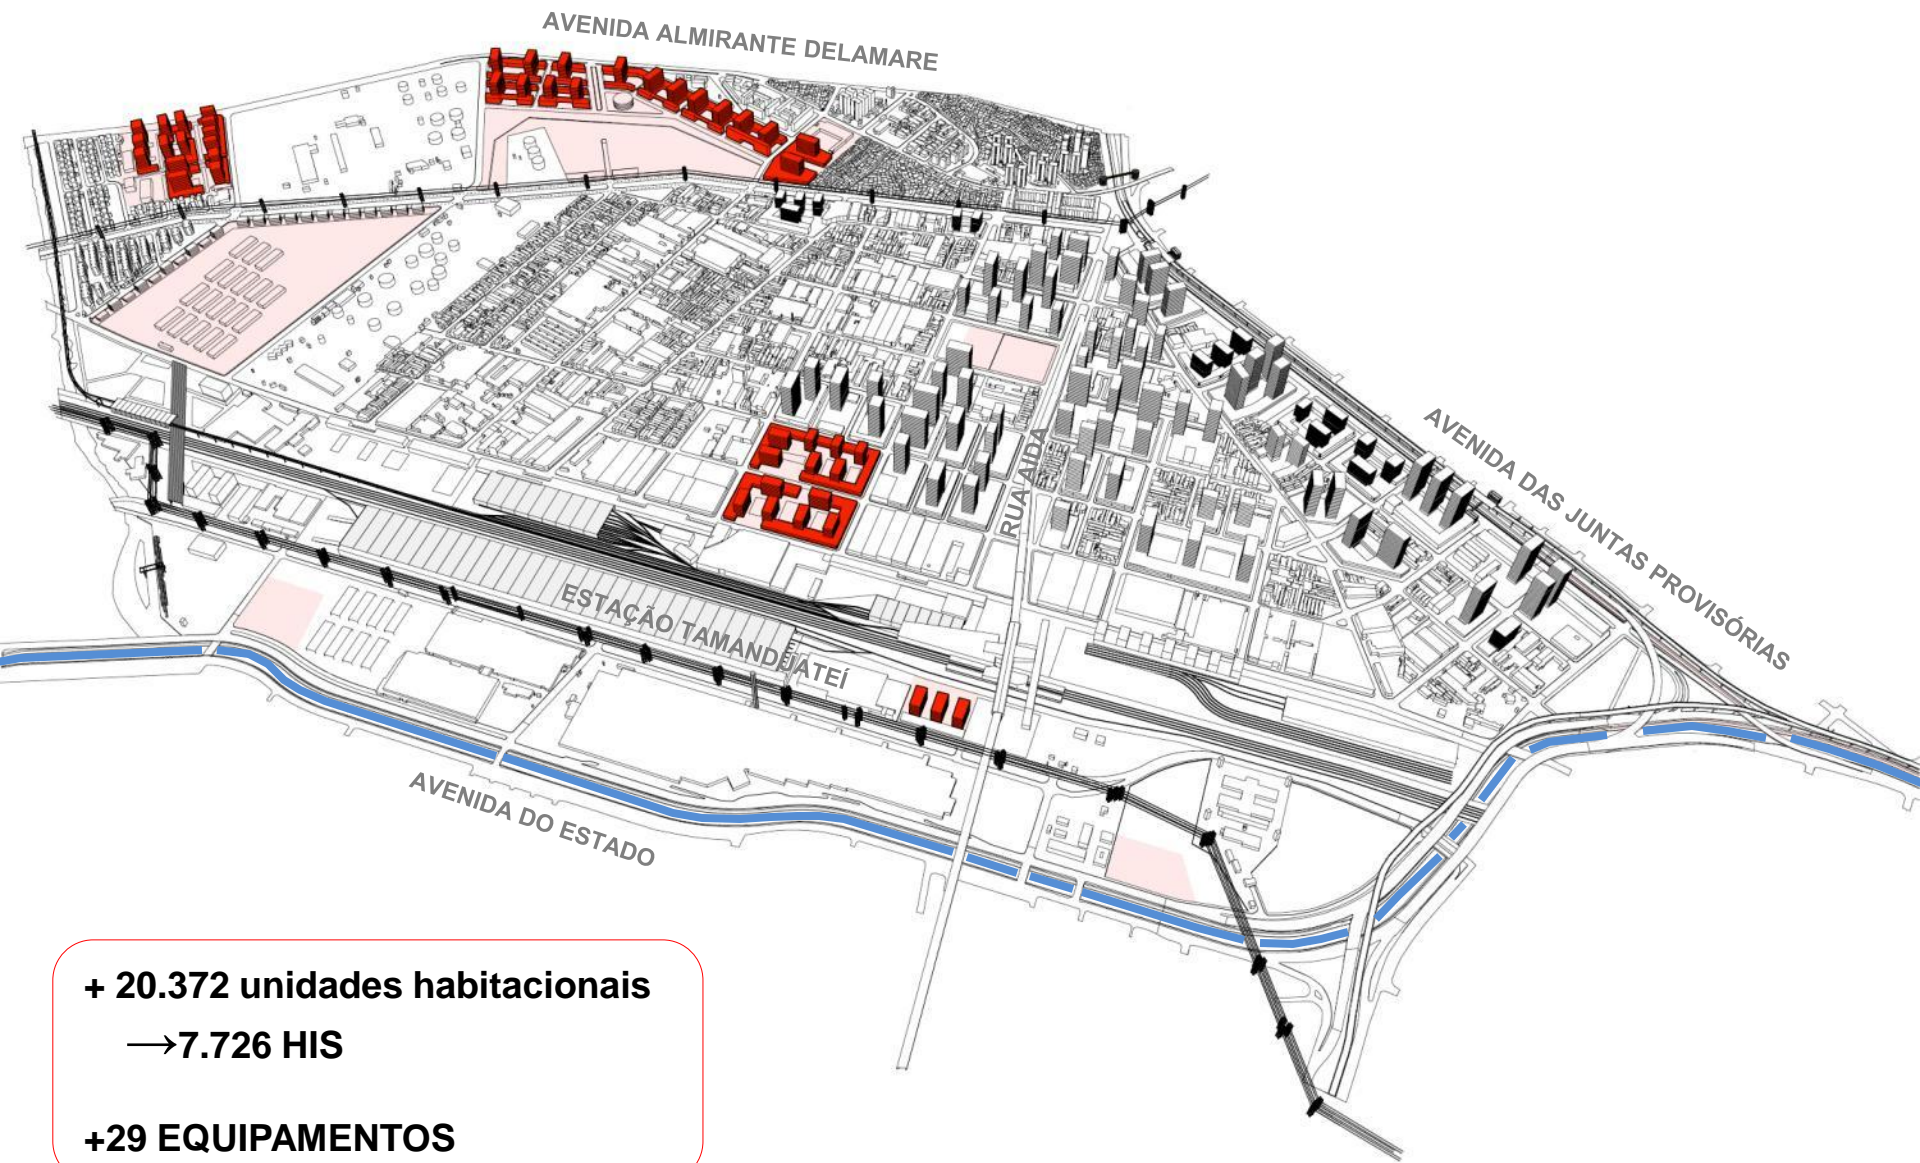 AVENIDA ALMIRANTE DELAMARE
RUA AIDA
AVENIDA DAS JUNTAS PROVISÓRIAS
ESTAÇÃO TAMANDUATEÍ
AVENIDA DO ESTADO
+ 20.372 unidades habitacionais
→7.726 HIS
+29 EQUIPAMENTOS